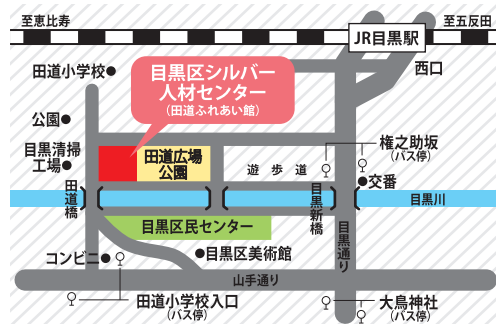 至恵比寿
至五反田
JR目黒駅
西口
田道小学校
目黒区シルバー
人材センター
(田道ふれあい館)
公園
目黒清掃
工場
田道広場
公園
遊歩道
権之助坂
(バス停)
交番
田道橋
目黒新橋
目黒川
目黒区民センター
目黒通り
コンビニ
目黒区美術館
山手通り
田道小学校入口
(バス停)
大鳥神社
(バス停)